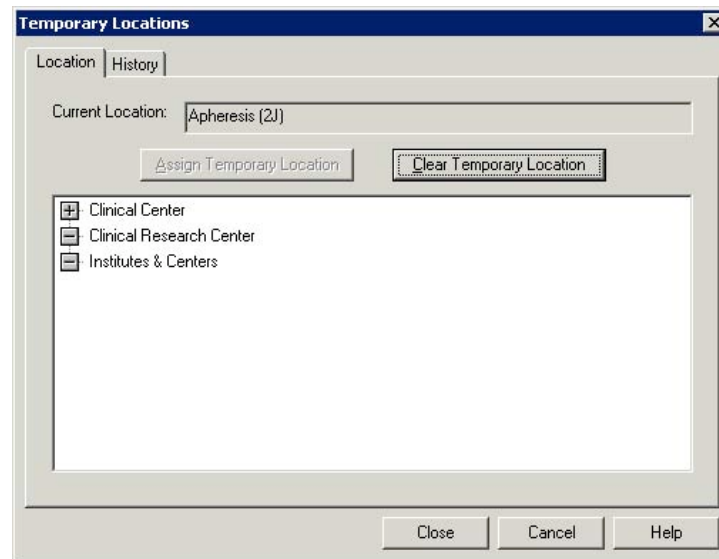 Temporary Locations
Location History
Current Location: Apheresis (2J)
Assign Temporary Location Clear Temporary Location
Clinical Center
Clinical Research Center
Institutes & Centers
Close Cancel Help